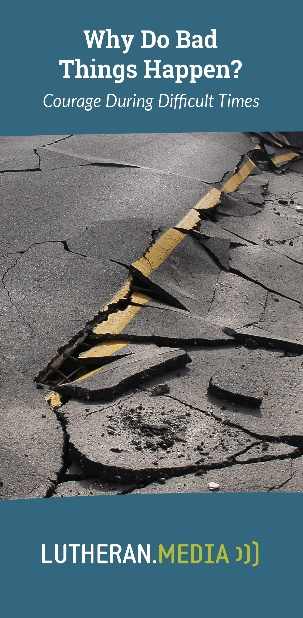 Why Do Bad
Things Happen?
Courage During Difficult Times
LUTHERAN.MEDIA